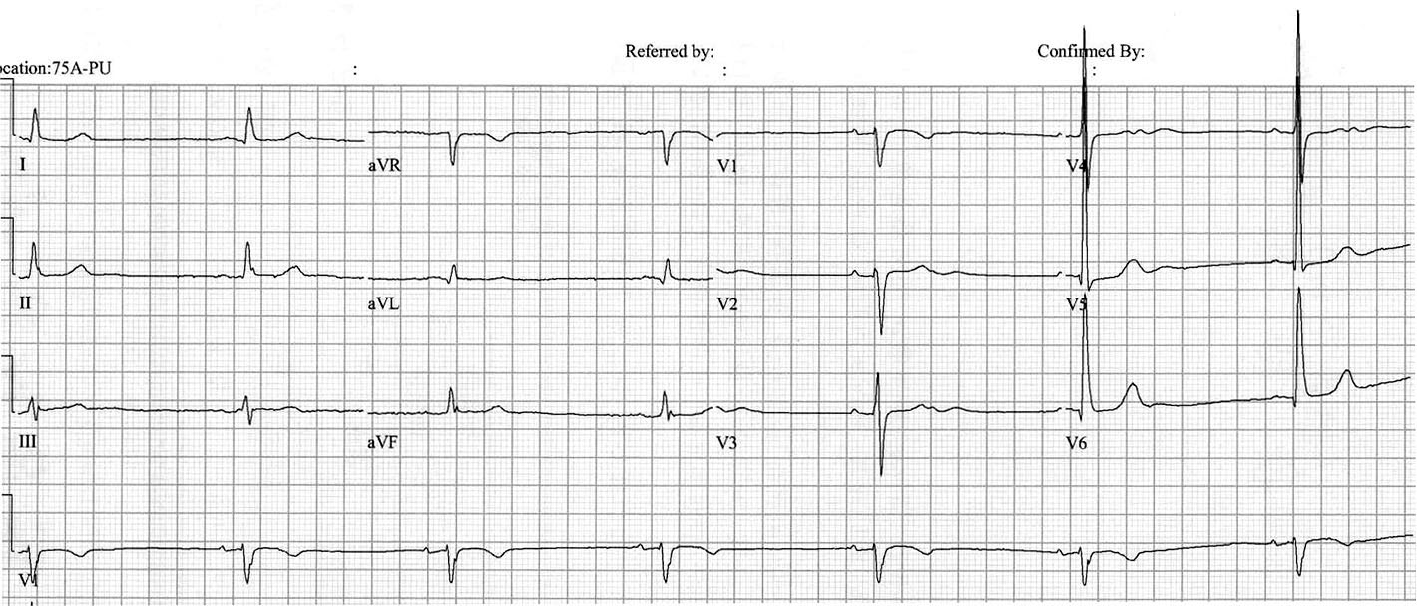 Referred by:
Confirmed By:
ocation:75A-PU
:
:
:
I
aVR
V1
V4
II
aVL
V2
V5
III
aVF
V3
V6
V1